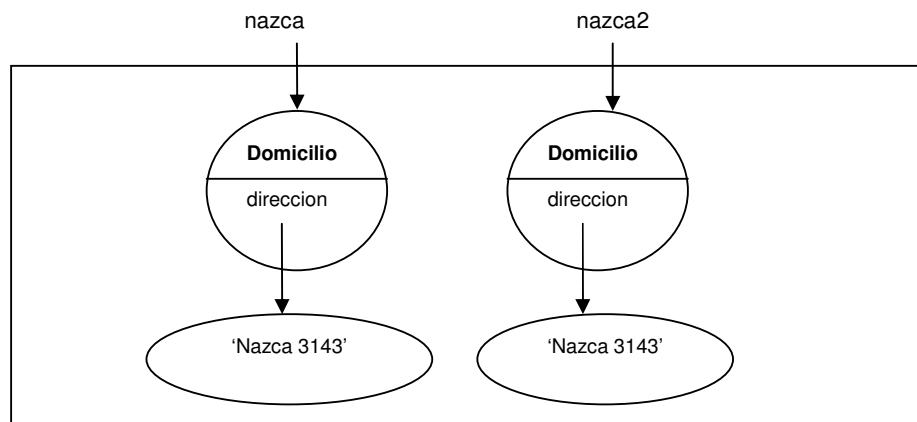 nazca nazca2
Domicilio Domicilio
direccion direccion
‘Nazca 3143’ ‘Nazca 3143’